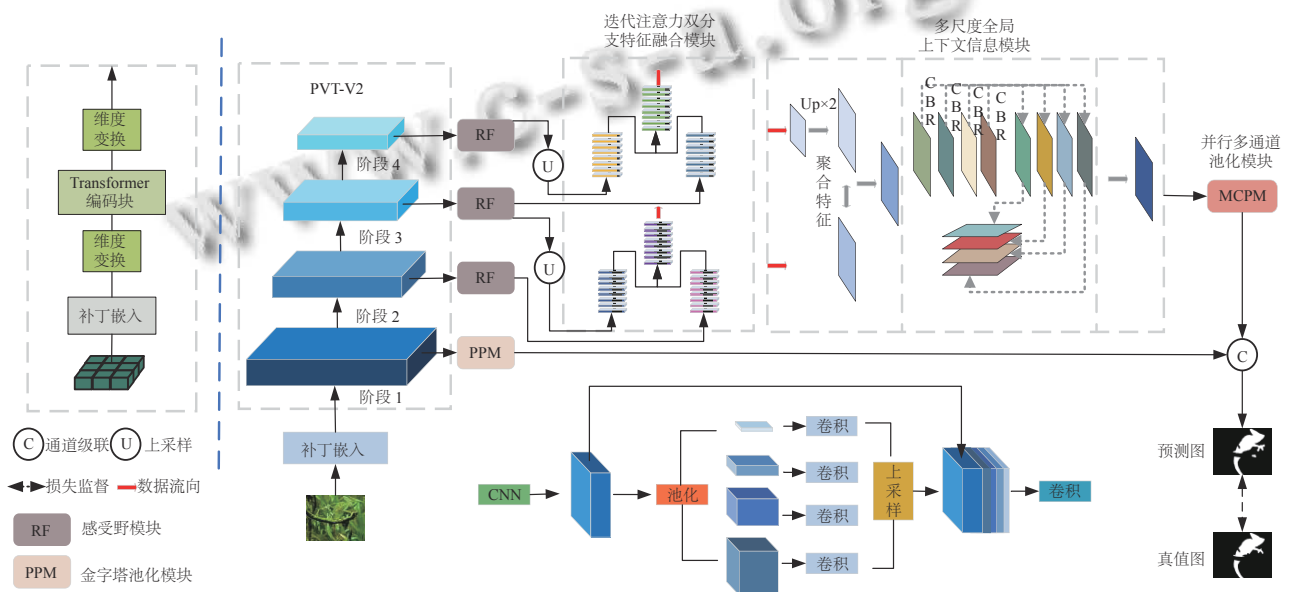 维度
变换
Transformer
编码块
维度
变换
补丁嵌入
C 通道级联 U 上采样
损失监督 数据流向
RF 感受野模块
PPM 金字塔池化模块
www.c-s-a.org
PVT-V2
阶段 4
阶段 3
阶段 2
阶段 1
补丁嵌入
RF
RF
RF
PPM
U
U
迭代注意力双分
支特征融合模块
Up×2
聚合特征
多尺度全局
上下文信息模块
CBR
CBR
CBR
CBR
并行多通道
池化模块
MCPM
C
预测图
真值图
CNN
池化
卷积
卷积
卷积
卷积
上采样
卷积